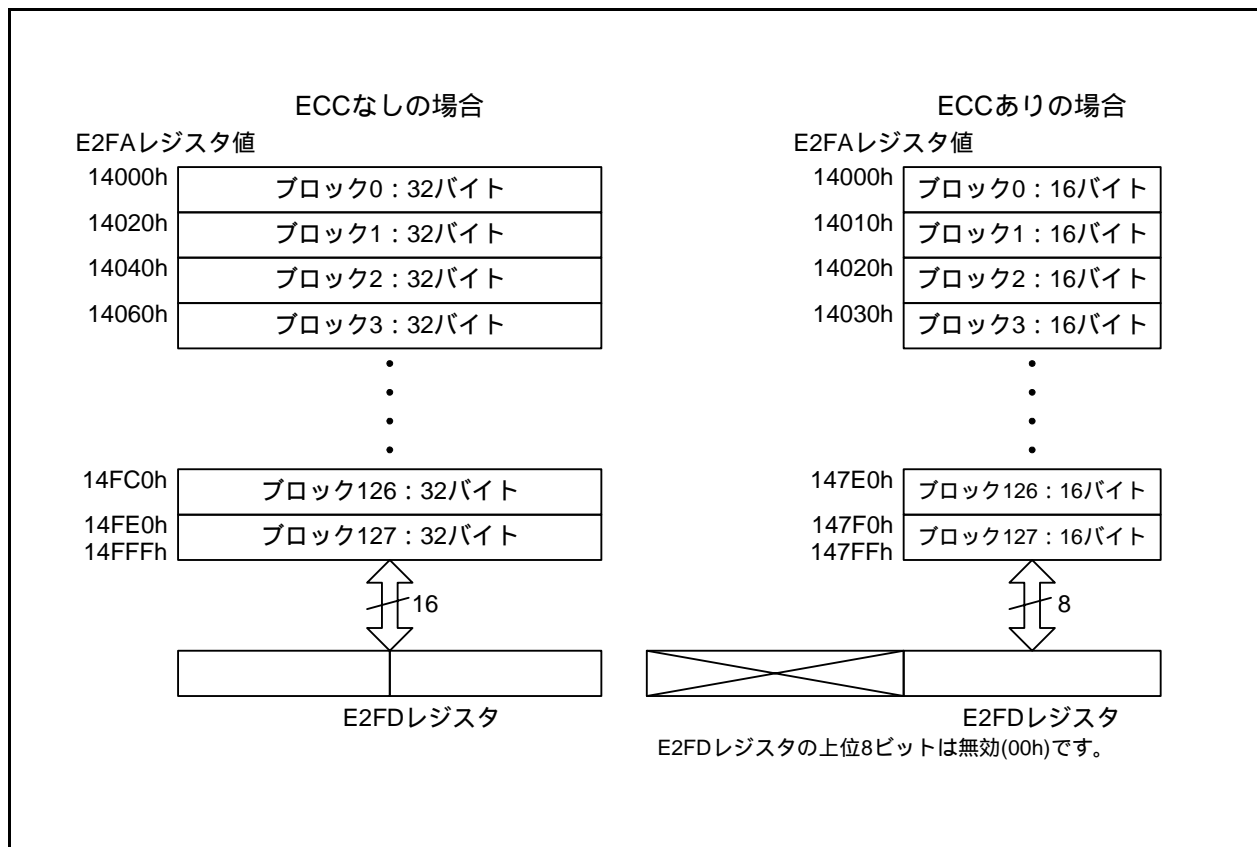 ECCなしの場合
E2FAレジスタ値
14000h
ブロック0：32バイト
14020h
ブロック1：32バイト
14040h
ブロック2：32バイト
14060h
ブロック3：32バイト
14FC0h
ブロック126：32バイト
14FE0h
ブロック127：32バイト
14FFFh
16
E2FDレジスタ
ECCありの場合
E2FAレジスタ値
14000h
ブロック0：16バイト
14010h
ブロック1：16バイト
14020h
ブロック2：16バイト
14030h
ブロック3：16バイト
147E0h
ブロック126：16バイト
147F0h
ブロック127：16バイト
147FFh
8
E2FDレジスタ
E2FDレジスタの上位8ビットは無効(00h)です。